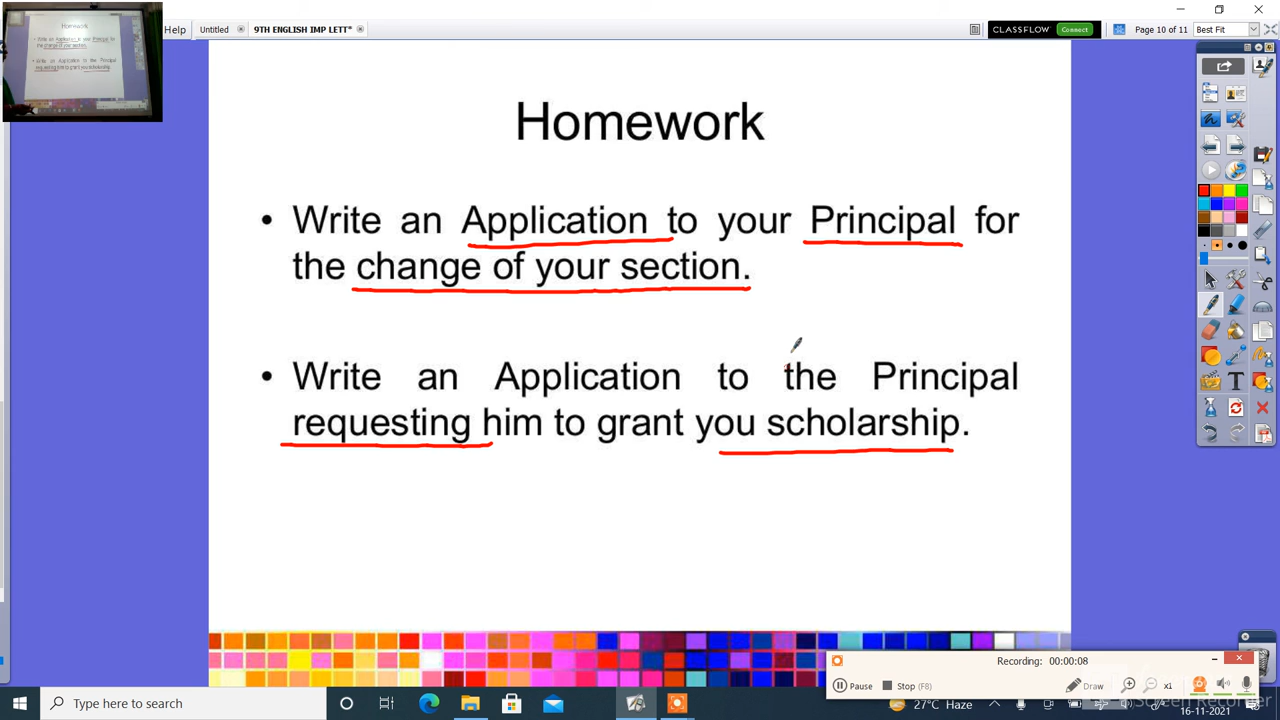 Help
Untitled
9TH ENGLISH IMP LETT*
CLASSFLOW
Connect
Page 10 of 11
Best Fit
Homework
• Write an Application to your Principal for
the change of your section.
• Write an Application to the Principal
requesting him to grant you scholarship.
Recording: 00:00:08
Pause
Stop (F8)
Draw
x1
Type here to search
27°C Haze
16-11-2021
Screen Recorder